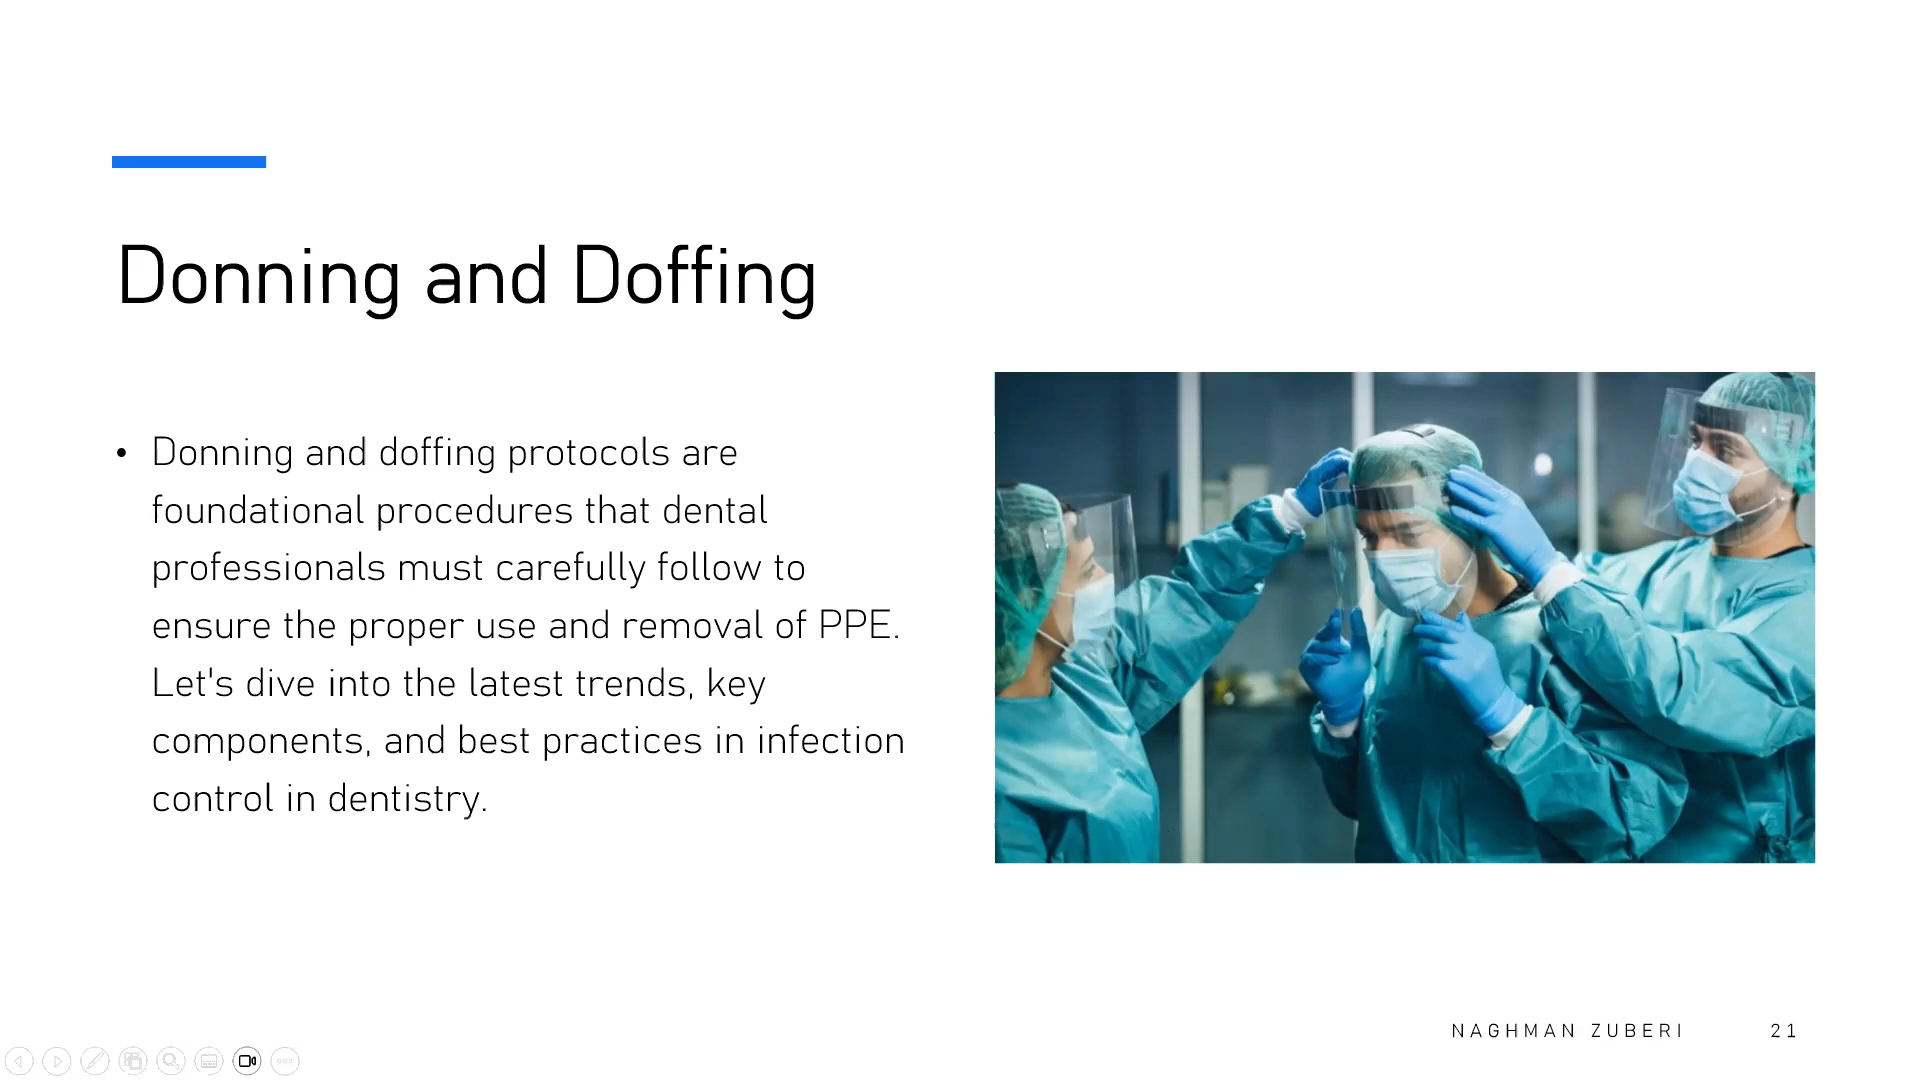 Donning and Doffing
• Donning and doffing protocols are
foundational procedures that dental
professionals must carefully follow to
ensure the proper use and removal of PPE.
Let's dive into the latest trends, key
components, and best practices in infection
control in dentistry.
NAGHMAN ZUBERI 21